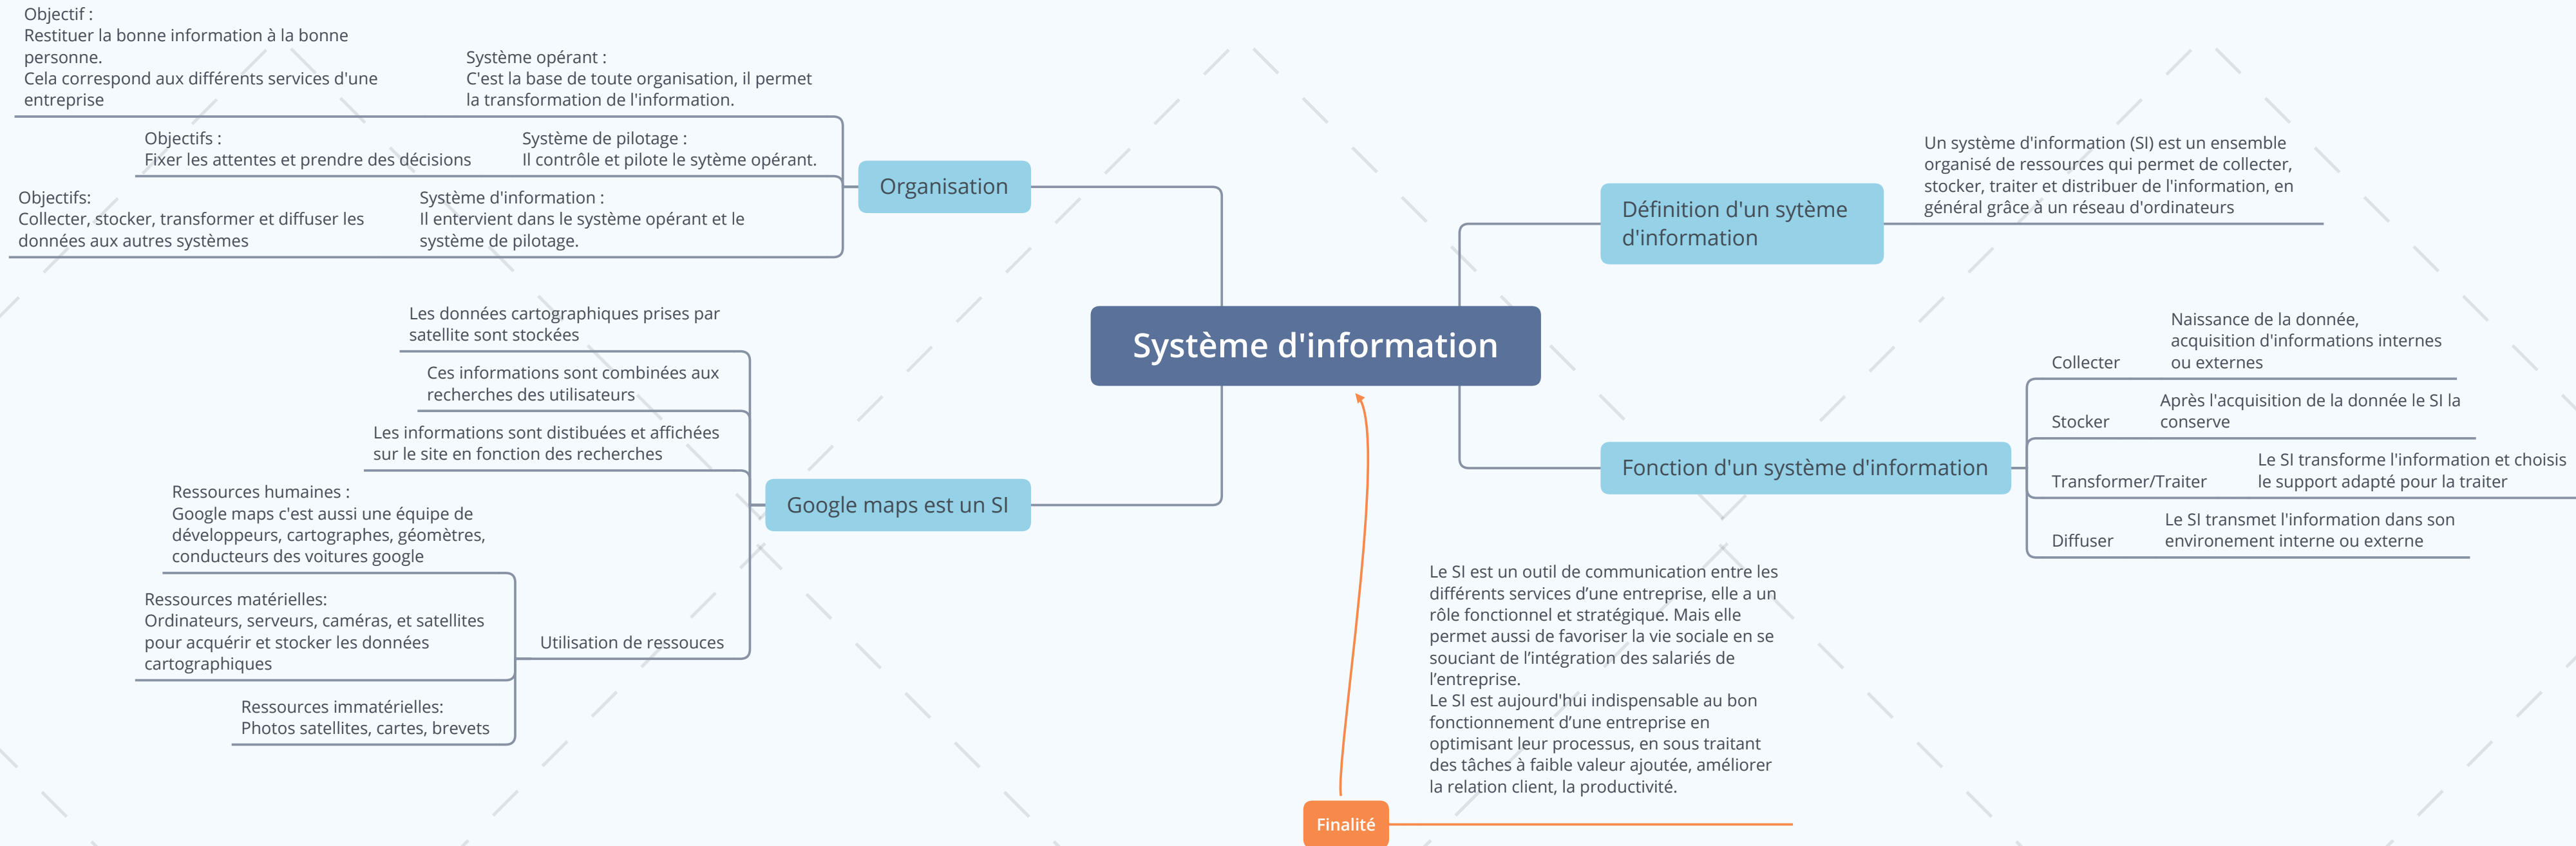 Système d'information
Organisation
Système opérant :
C'est la base de toute organisation, il permet
la transformation de l'information.
Objectif :
Restituer la bonne information à la bonne
personne.
Cela correspond aux différents services d'une
entreprise
Système de pilotage :
Il contrôle et pilote le sytème opérant.
Objectifs :
Fixer les attentes et prendre des décisions
Système d'information :
Il entervient dans le système opérant et le
système de pilotage.
Objectifs:
Collecter, stocker, transformer et diffuser les
données aux autres systèmes
Google maps est un SI
Les données cartographiques prises par
satellite sont stockées
Ces informations sont combinées aux
recherches des utilisateurs
Les informations sont distibuées et affichées
sur le site en fonction des recherches
Utilisation de ressouces
Ressources humaines :
Google maps c'est aussi une équipe de
développeurs, cartographes, géomètres,
conducteurs des voitures google
Ressources matérielles:
Ordinateurs, serveurs, caméras, et satellites
pour acquérir et stocker les données
cartographiques
Ressources immatérielles:
Photos satellites, cartes, brevets
Définition d'un sytème
d'information
Un système d'information (SI) est un ensemble
organisé de ressources qui permet de collecter,
stocker, traiter et distribuer de l'information, en
général grâce à un réseau d'ordinateurs
Fonction d'un système d'information
Collecter
Naissance de la donnée,
acquisition d'informations internes
ou externes
Stocker
Après l'acquisition de la donnée le SI la
conserve
Transformer/Traiter
Le SI transforme l'information et choisis
le support adapté pour la traiter
Diffuser
Le SI transmet l'information dans son
environement interne ou externe
Le SI est un outil de communication entre les
différents services d’une entreprise, elle a un
rôle fonctionnel et stratégique. Mais elle
permet aussi de favoriser la vie sociale en se
souciant de l’intégration des salariés de
l’entreprise.
Le SI est aujourd'hui indispensable au bon
fonctionnement d’une entreprise en
optimisant leur processus, en sous traitant
des tâches à faible valeur ajoutée, améliorer
la relation client, la productivité.
Finalité